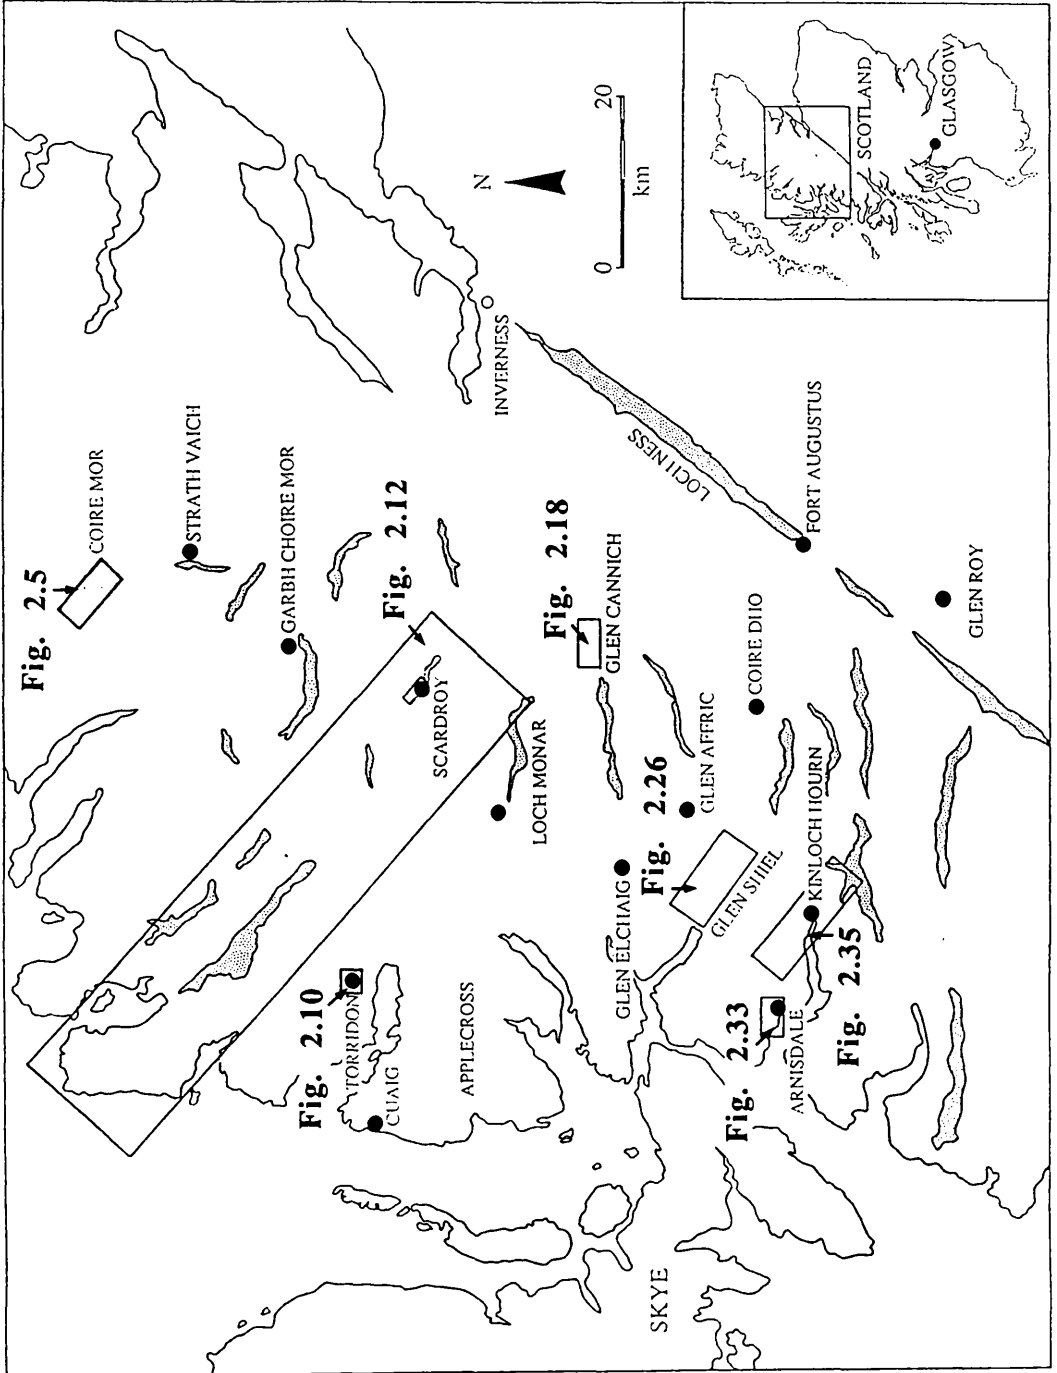 Fig. 2.5
COIRE MOR
STRATH VAICH
GARBH CHOIRE MOR
Fig. 2.12
SCARDROY
LOCH MONAR
Fig. 2.10
TORRIDON
CUAIG
APPLECROSS
INVERNESS
LOCH NESS
Fig. 2.18
GLEN CANNICH
Fig. 2.26
GLEN AFFRIC
GLEN ELCHAIG
GLEN SHIEL
COIRE DHO
FORT AUGUSTUS
KINLOCH HOURN
Fig. 2.33
ARNISDALE
Fig. 2.35
GLEN ROY
SKYE
N
0
20
km
SCOTLAND
GLASGOW